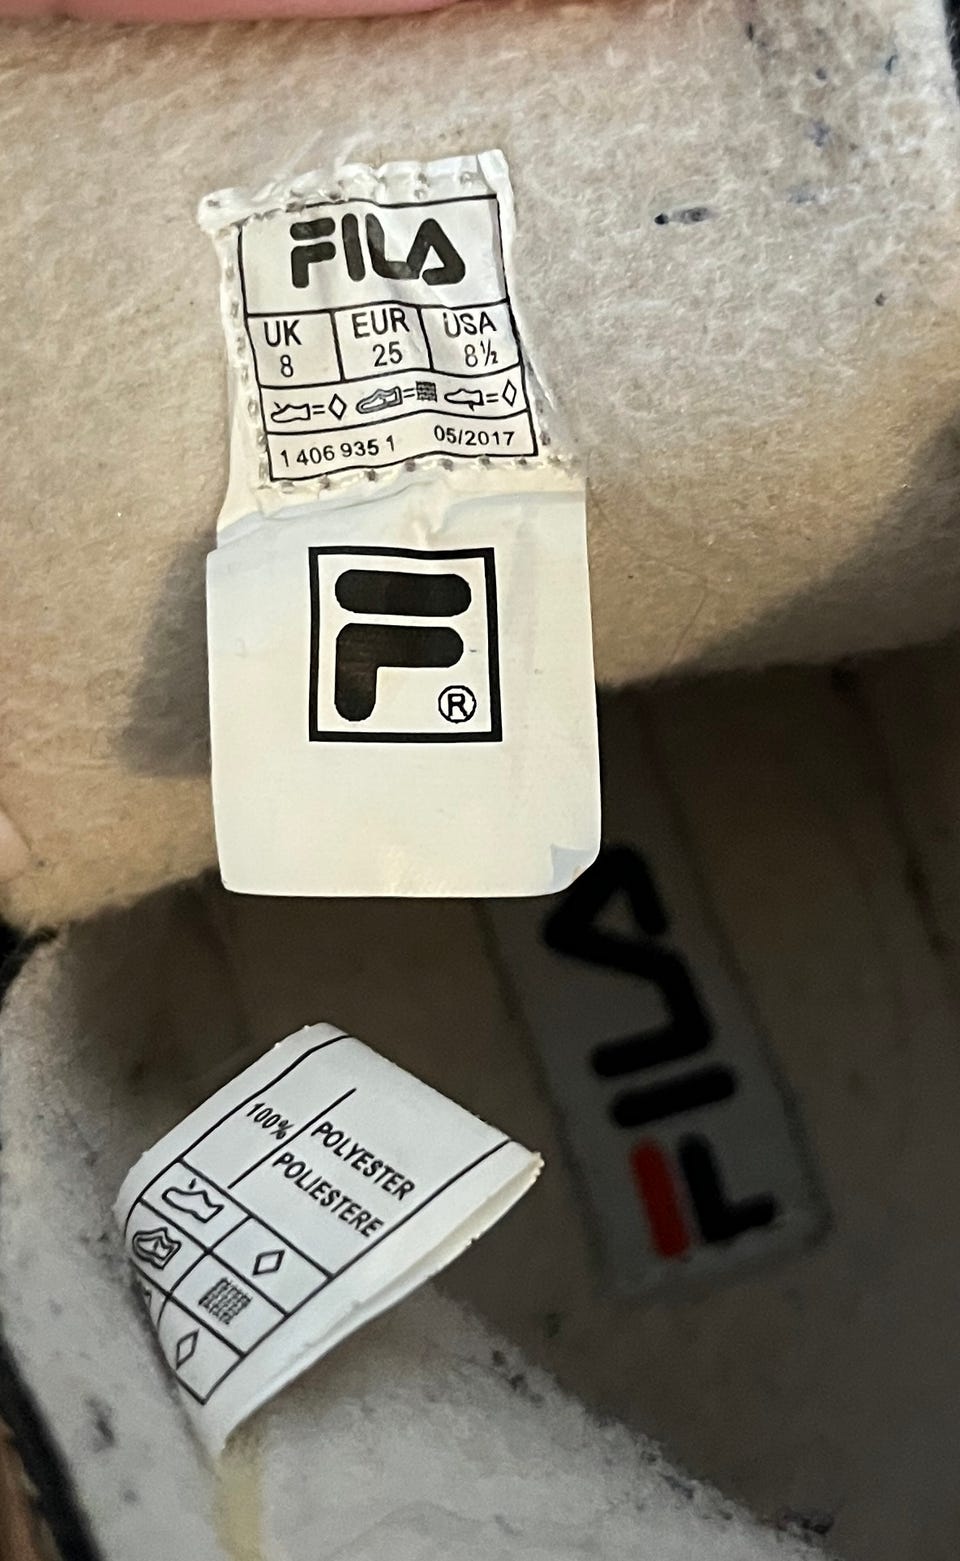 FILA
UK EUR USA
8 25 8½
= = =
1 406 935 1 05/2017
F
®
FILA
100% POLYESTER
POLIESTERE